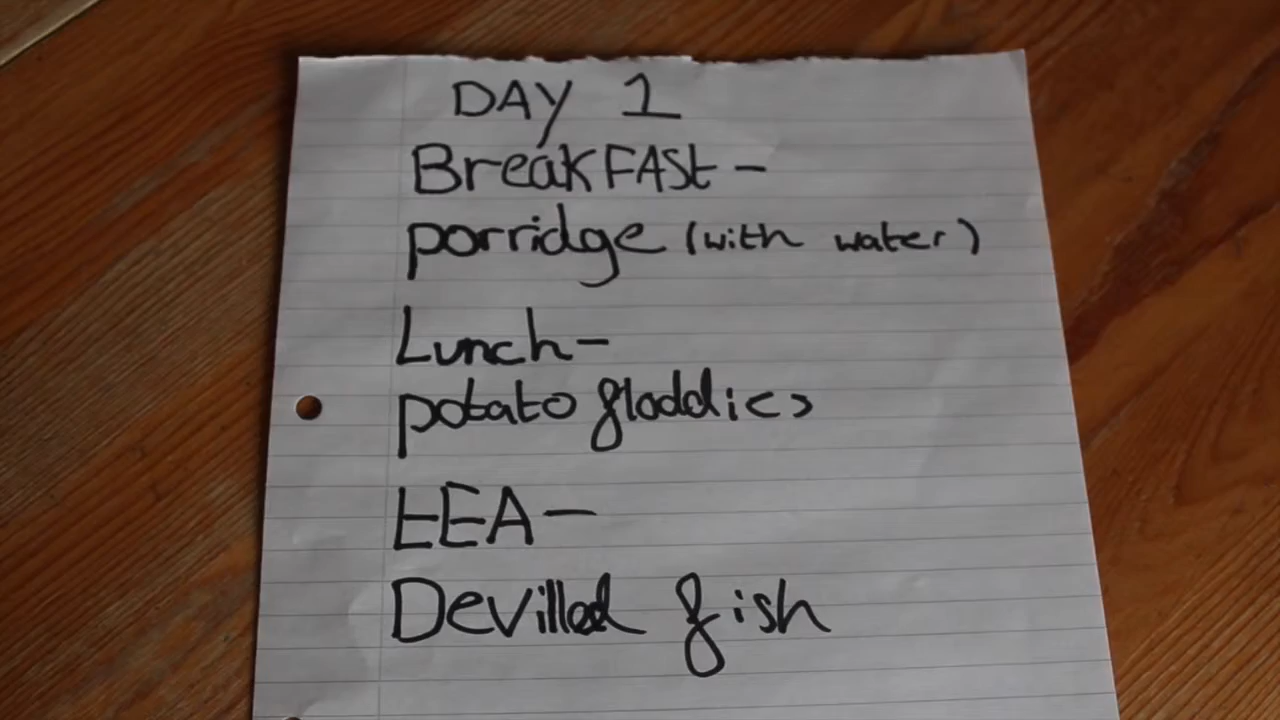 DAY 1
BreakFASt -
porridge (with water)
Lunch-
potato floddies
tEA-
Devilled fish